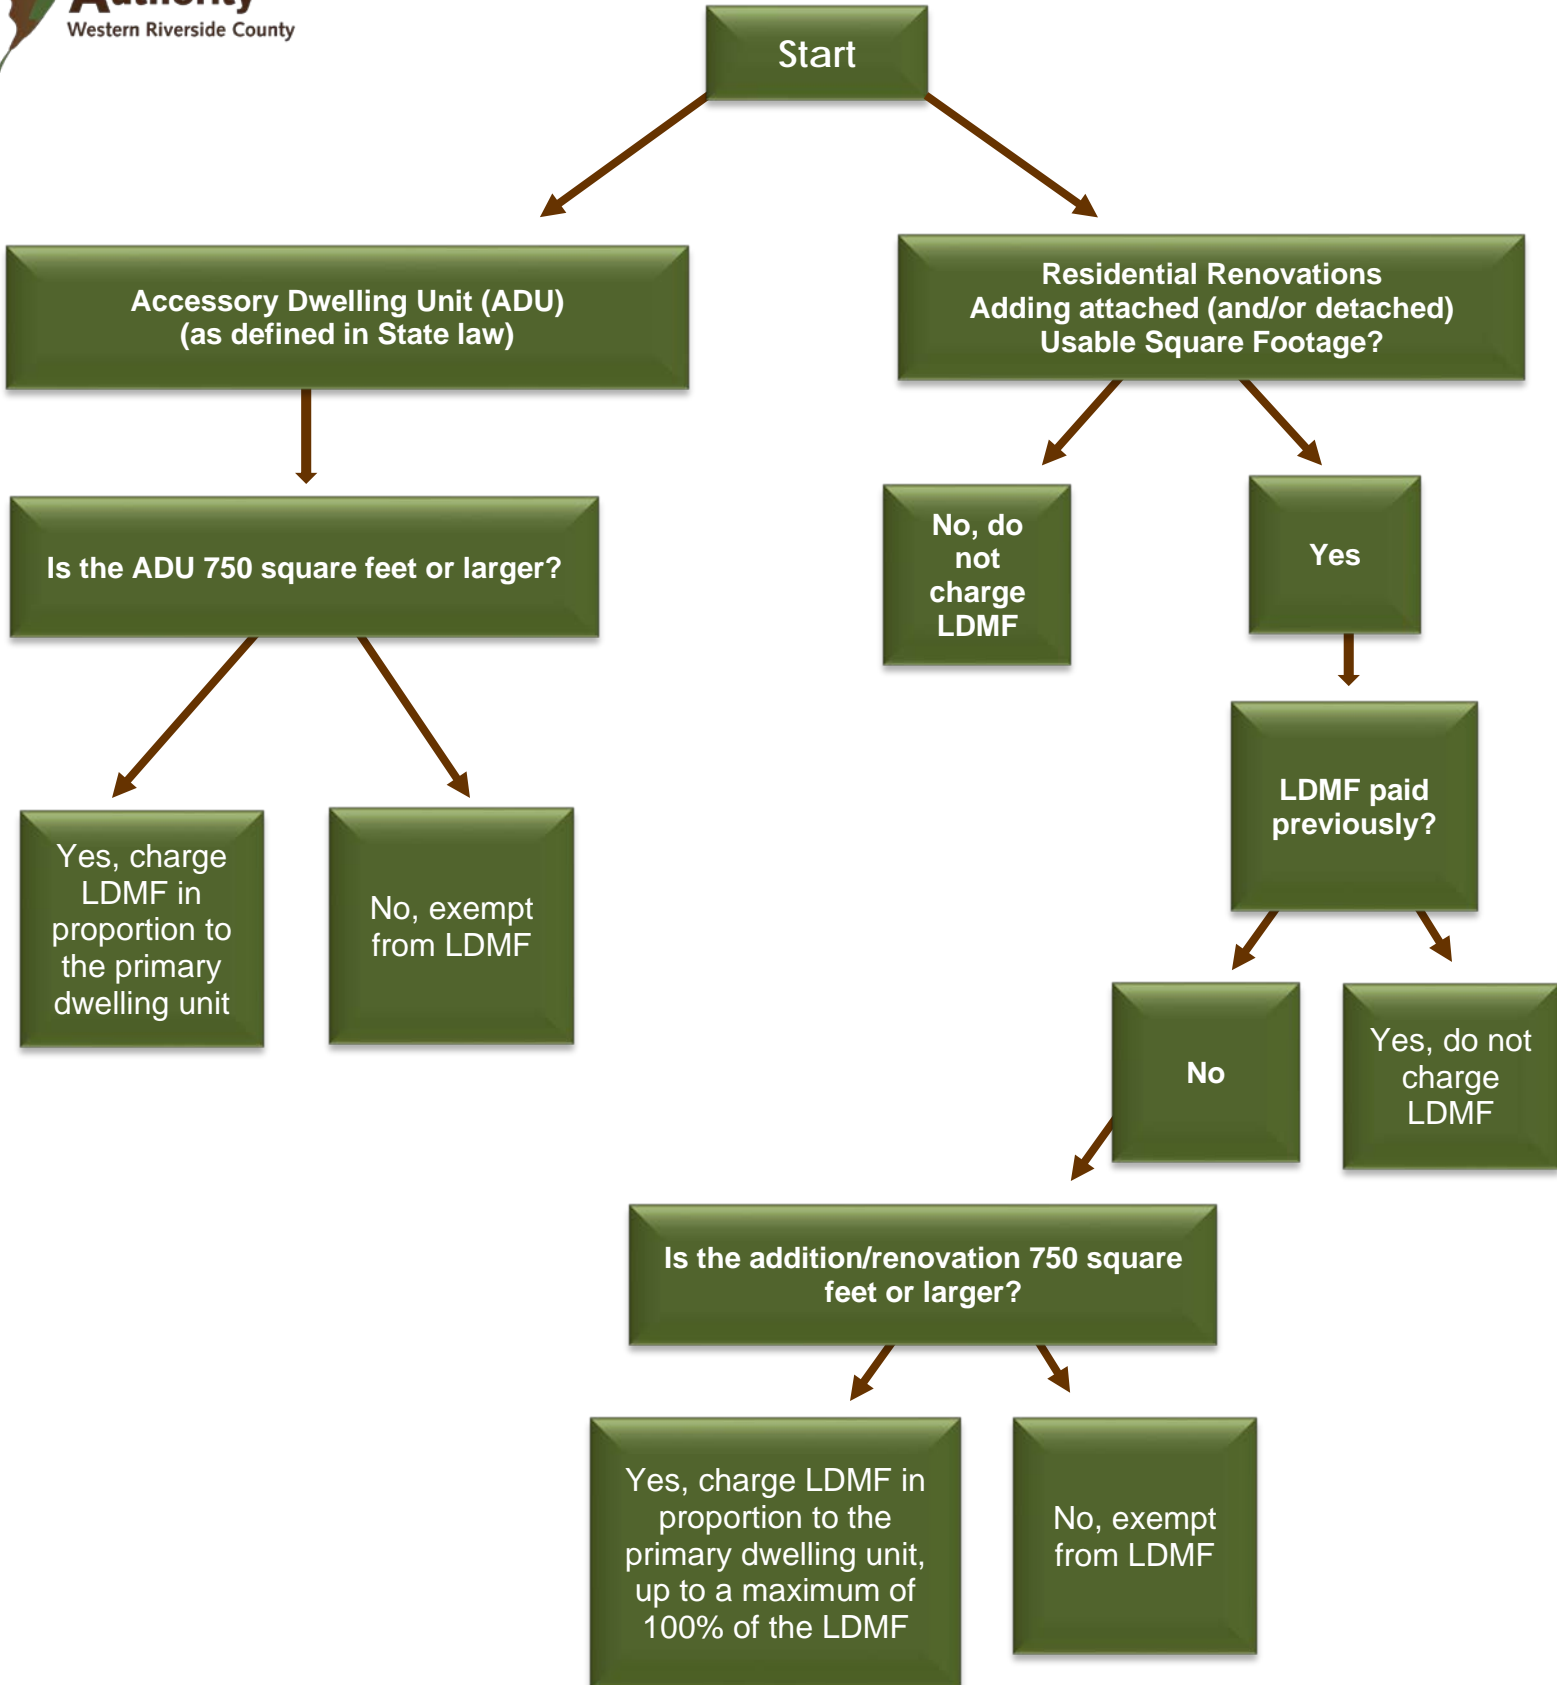 Authority
Western Riverside County
Start
Accessory Dwelling Unit (ADU)
(as defined in State law)
Residential Renovations
Adding attached (and/or detached)
Usable Square Footage?
Is the ADU 750 square feet or larger?
No, do
not
charge
LDMF
Yes
LDMF paid
previously?
Yes, charge
LDMF in
proportion to
the primary
dwelling unit
No, exempt
from LDMF
No
Yes, do not
charge
LDMF
Is the addition/renovation 750 square
feet or larger?
Yes, charge LDMF in
proportion to the
primary dwelling unit,
up to a maximum of
100% of the LDMF
No, exempt
from LDMF